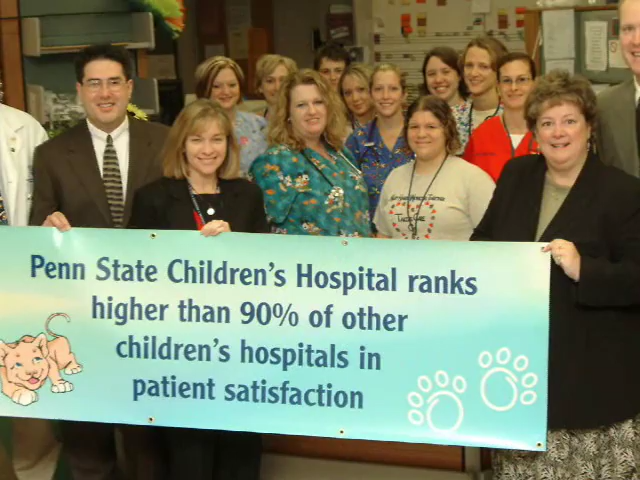 Penn State Children's Hospital ranks
higher than 90% of other
children's hospitals in
patient satisfaction